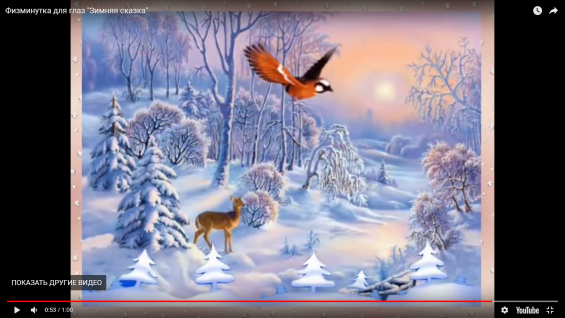 Физминутка для глаз "Зимняя сказка"
ПОКАЗАТЬ ДРУГИЕ ВИДЕО
0:53 / 1:00
YouTube